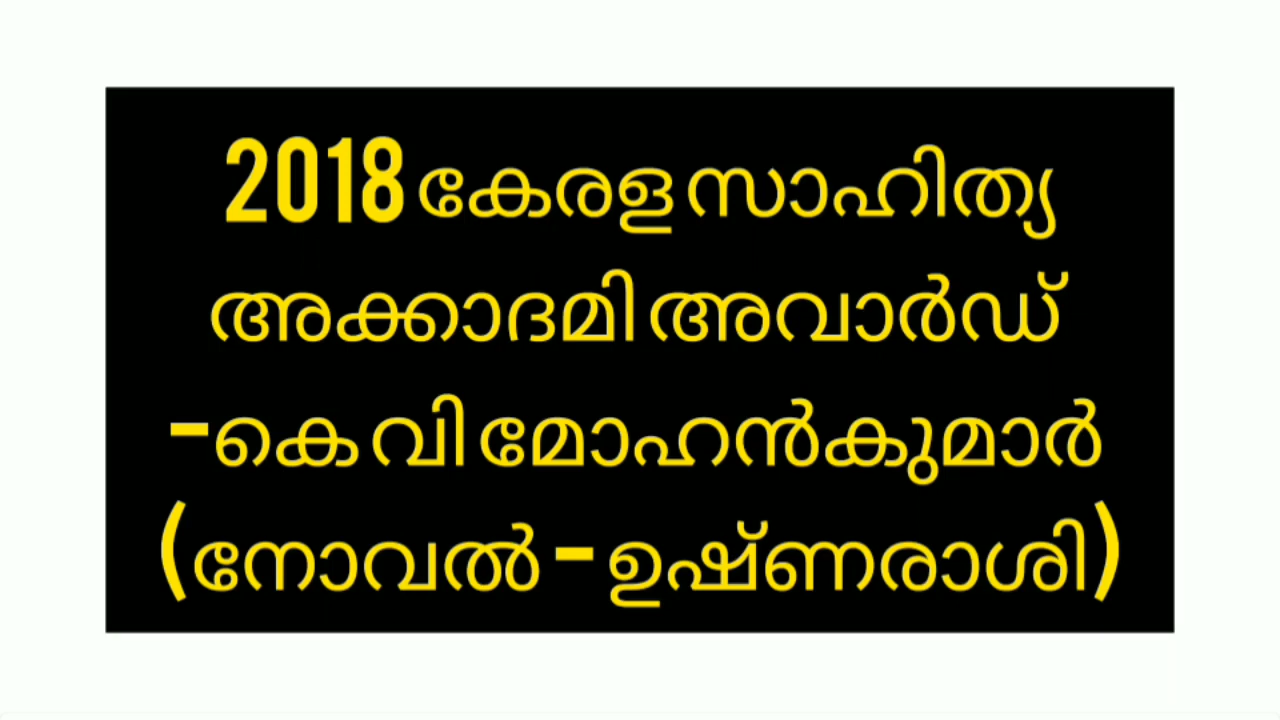 2018 കേരള സാഹിത്യ
അക്കാദമി അവാർഡ്
-കെ വി മോഹൻകുമാർ
(നോവൽ - ഉഷ്ണരാശി)